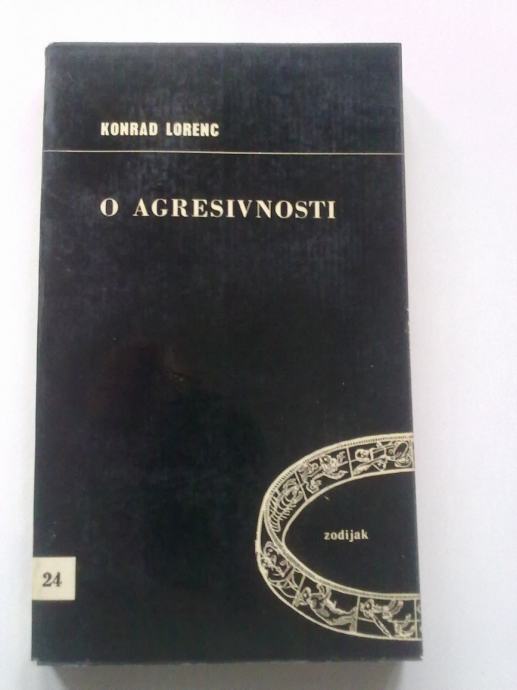 KONRAD LORENC
O AGRESIVNOSTI
zodijak
24